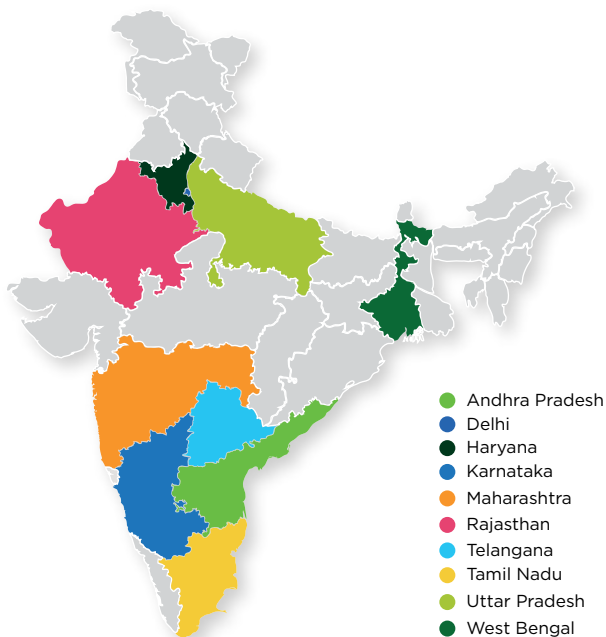 Andhra Pradesh
Delhi
Haryana
Karnataka
Maharashtra
Rajasthan
Telangana
Tamil Nadu
Uttar Pradesh
West Bengal